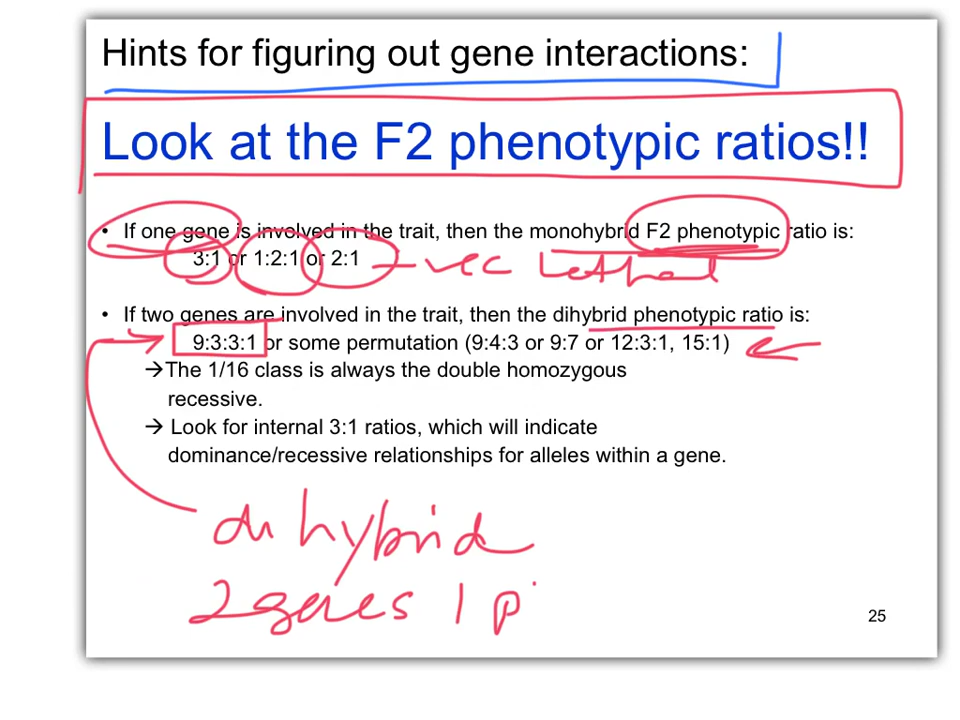 Hints for figuring out gene interactions:
Look at the F2 phenotypic ratios!!
• If one gene is involved in the trait, then the monohybrid F2 phenotypic ratio is:
3:1 or 1:2:1 or 2:1 - rec Lethal
• If two genes are involved in the trait, then the dihybrid phenotypic ratio is:
9:3:3:1 or some permutation (9:4:3 or 9:7 or 12:3:1, 15:1)
→The 1/16 class is always the double homozygous
recessive.
→ Look for internal 3:1 ratios, which will indicate
dominance/recessive relationships for alleles within a gene.
dihybrid
2 genes 1 p
25